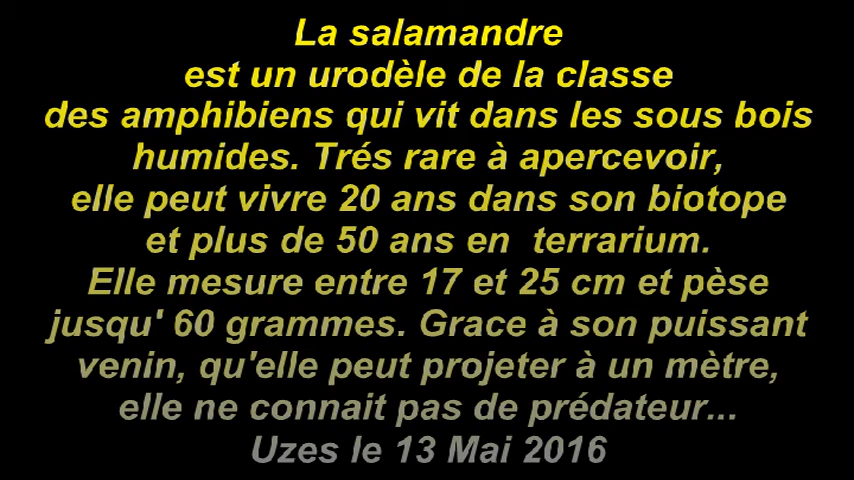 La salamandre
est un urodèle de la classe
des amphibiens qui vit dans les sous bois
humides. Trés rare à apercevoir,
elle peut vivre 20 ans dans son biotope
et plus de 50 ans en  terrarium.
Elle mesure entre 17 et 25 cm et pèse
jusqu' 60 grammes. Grace à son puissant
venin, qu'elle peut projeter à un mètre,
elle ne connait pas de prédateur...
Uzes le 13 Mai 2016